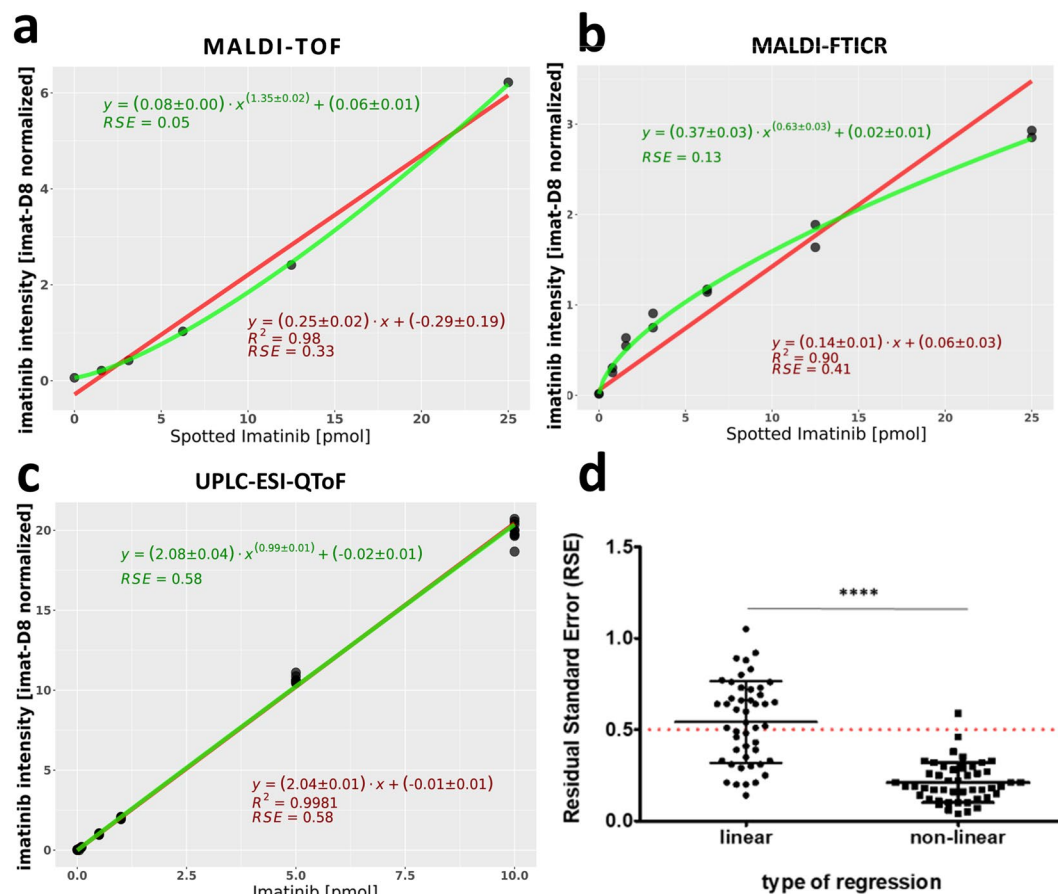 a
MALDI-TOF
imatinib intensity [imat-D8 normalized]
6
4
2
0
y = (0.08±0.00) · x^(1.35±0.02) + (0.06±0.01)
RSE = 0.05
y = (0.25±0.02) · x + (-0.29±0.19)
R² = 0.98
RSE = 0.33
0 5 10 15 20 25
Spotted Imatinib [pmol]
b
MALDI-FTICR
imatinib intensity [imat-D8 normalized]
3
2
1
0
y = (0.37±0.03) · x^(0.63±0.03) + (0.02±0.01)
RSE = 0.13
y = (0.14±0.01) · x + (0.06±0.03)
R² = 0.90
RSE = 0.41
0 5 10 15 20 25
Spotted Imatinib [pmol]
c
UPLC-ESI-QToF
imatinib intensity [imat-D8 normalized]
20
15
10
5
0
y = (2.08±0.04) · x^(0.99±0.01) + (-0.02±0.01)
RSE = 0.58
y = (2.04±0.01) · x + (-0.01±0.01)
R² = 0.9981
RSE = 0.58
0.0 2.5 5.0 7.5 10.0
Imatinib [pmol]
d
Residual Standard Error (RSE)
1.5
1.0
0.5
0.0
****
linear non-linear
type of regression